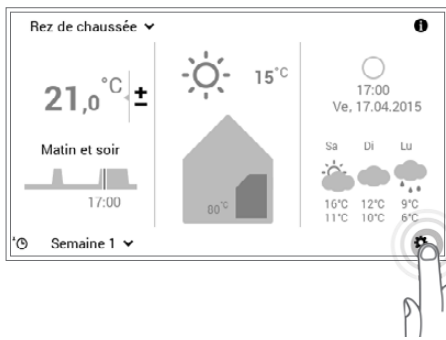 Rez de chaussée
21,0 °C ±
Matin et soir
17:00
Semaine 1
15°C
80°C
17:00
Ve, 17.04.2015
Sa Di Lu
16°C 12°C 9°C
11°C 10°C 6°C